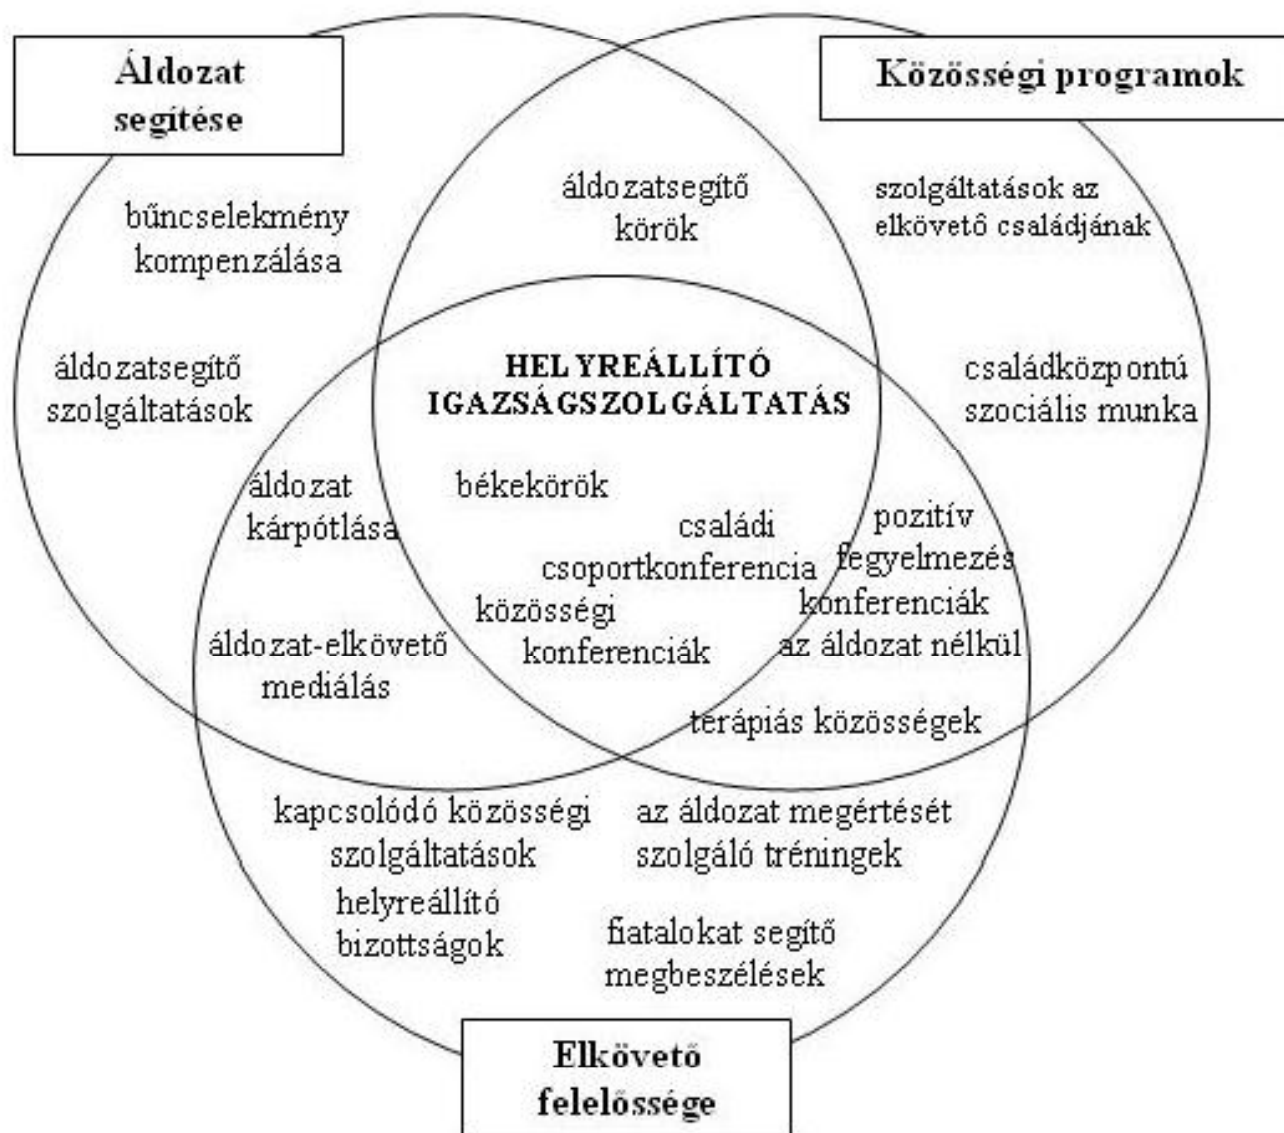 Áldozat
segítése
Közösségi programok
bűncselekmény
kompenzálása
áldozatsegítő
körök
szolgáltatások az
elkövető családjának
áldozatsegítő
szolgáltatások
HELYREÁLLÍTÓ
IGAZSÁGSZOLGÁLTATÁS
családközpontú
szociális munka
áldozat
kárpótlása
békekörök
családi
csoportkonferencia
pozitív
fegyelmezés
konferenciák
az áldozat nélkül
közösségi
konferenciák
áldozat-elkövető
mediálás
terápiás közösségek
kapcsolódó közösségi
szolgáltatások
az áldozat megértését
szolgáló tréningek
helyreállító
bizottságok
fiatalokat segítő
megbeszélések
Elkövető
felelőssége